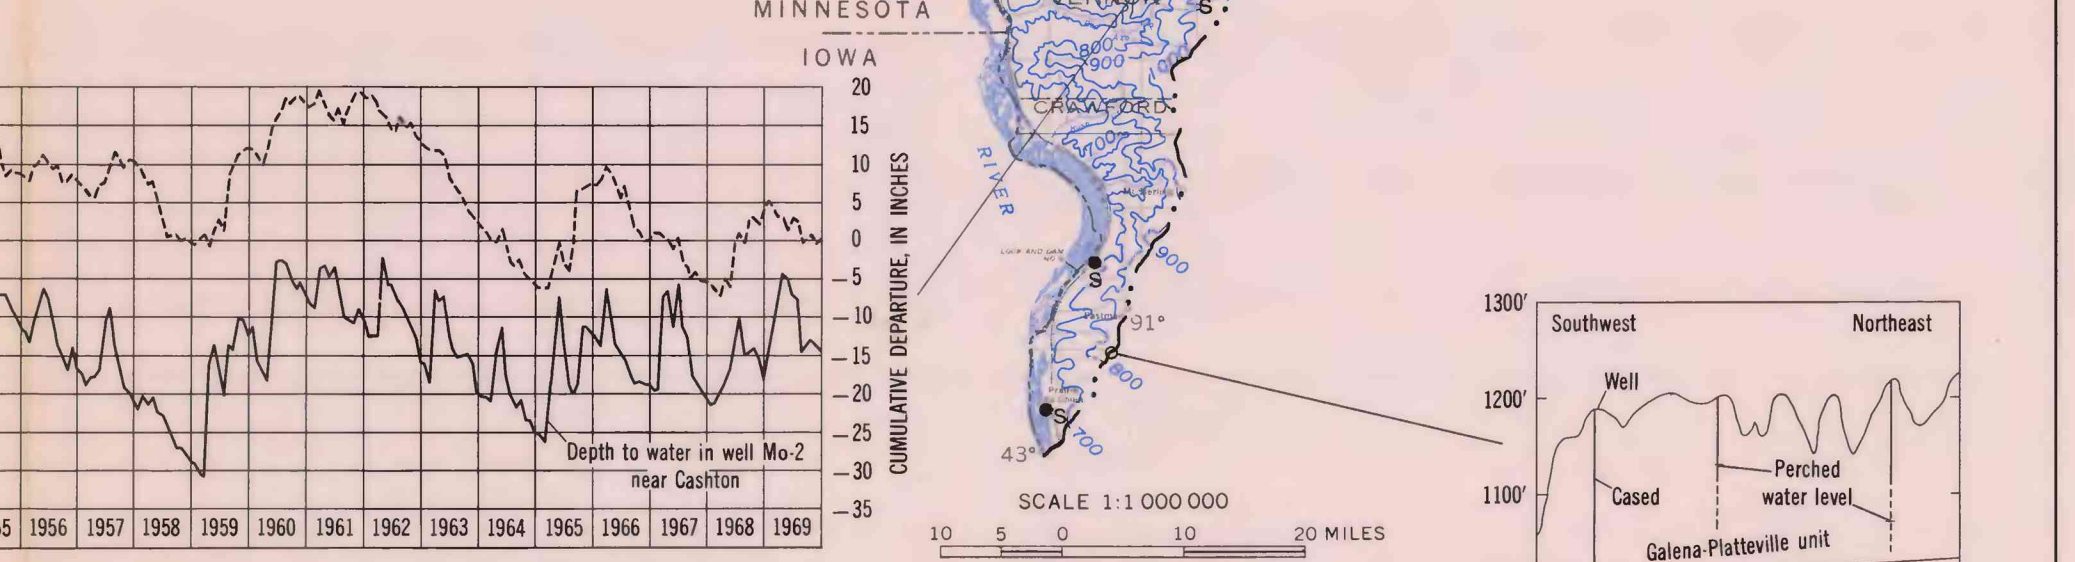 MINNESOTA
IOWA
20
15
10
5
0
–5
–10
–15
–20
–25
–30
–35
CUMULATIVE DEPARTURE, IN INCHES
Depth to water in well Mo-2
near Cashton
1956 1957 1958 1959 1960 1961 1962 1963 1964 1965 1966 1967 1968 1969
S
800
900
CRAWFORD
700
RIVER
LOCK AND DAM
900
S
91°
800
S
700
43°
SCALE 1:1 000 000
10 5 0 10 20 MILES
1300'
Southwest Northeast
Well
1200'
Perched
water level
1100'
Cased
Galena-Platteville unit